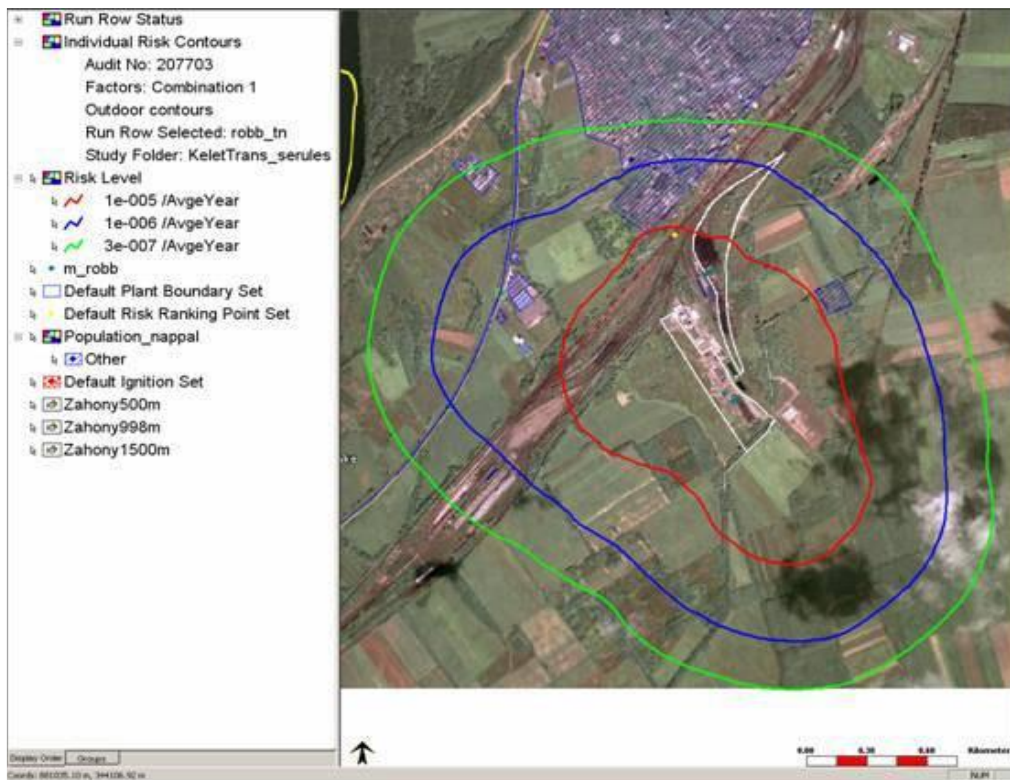 Run Row Status
Individual Risk Contours
Audit No: 207703
Factors: Combination 1
Outdoor contours
Run Row Selected: robb_tn
Study Folder: KeletTrans_serules
Risk Level
1e-005 /AvgeYear
1e-006 /AvgeYear
3e-007 /AvgeYear
m_robb
Default Plant Boundary Set
Default Risk Ranking Point Set
Population_nappal
Other
Default Ignition Set
Zahony500m
Zahony998m
Zahony1500m
0.00 0.30 0.60 Kilometer
Display Order Groups
NUM